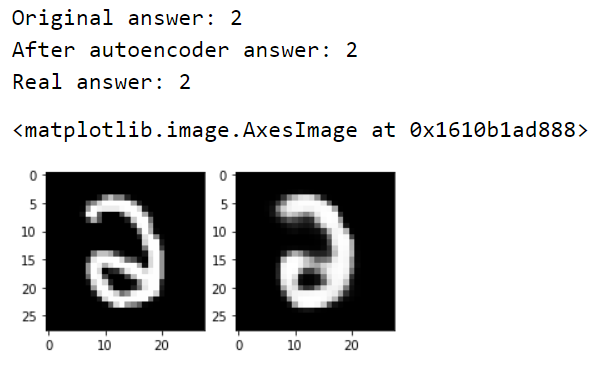 Original answer: 2
After autoencoder answer: 2
Real answer: 2
<matplotlib.image.AxesImage at 0x1610b1ad888>
0
5
10
15
20
25
0 10 20
0
5
10
15
20
25
0 10 20